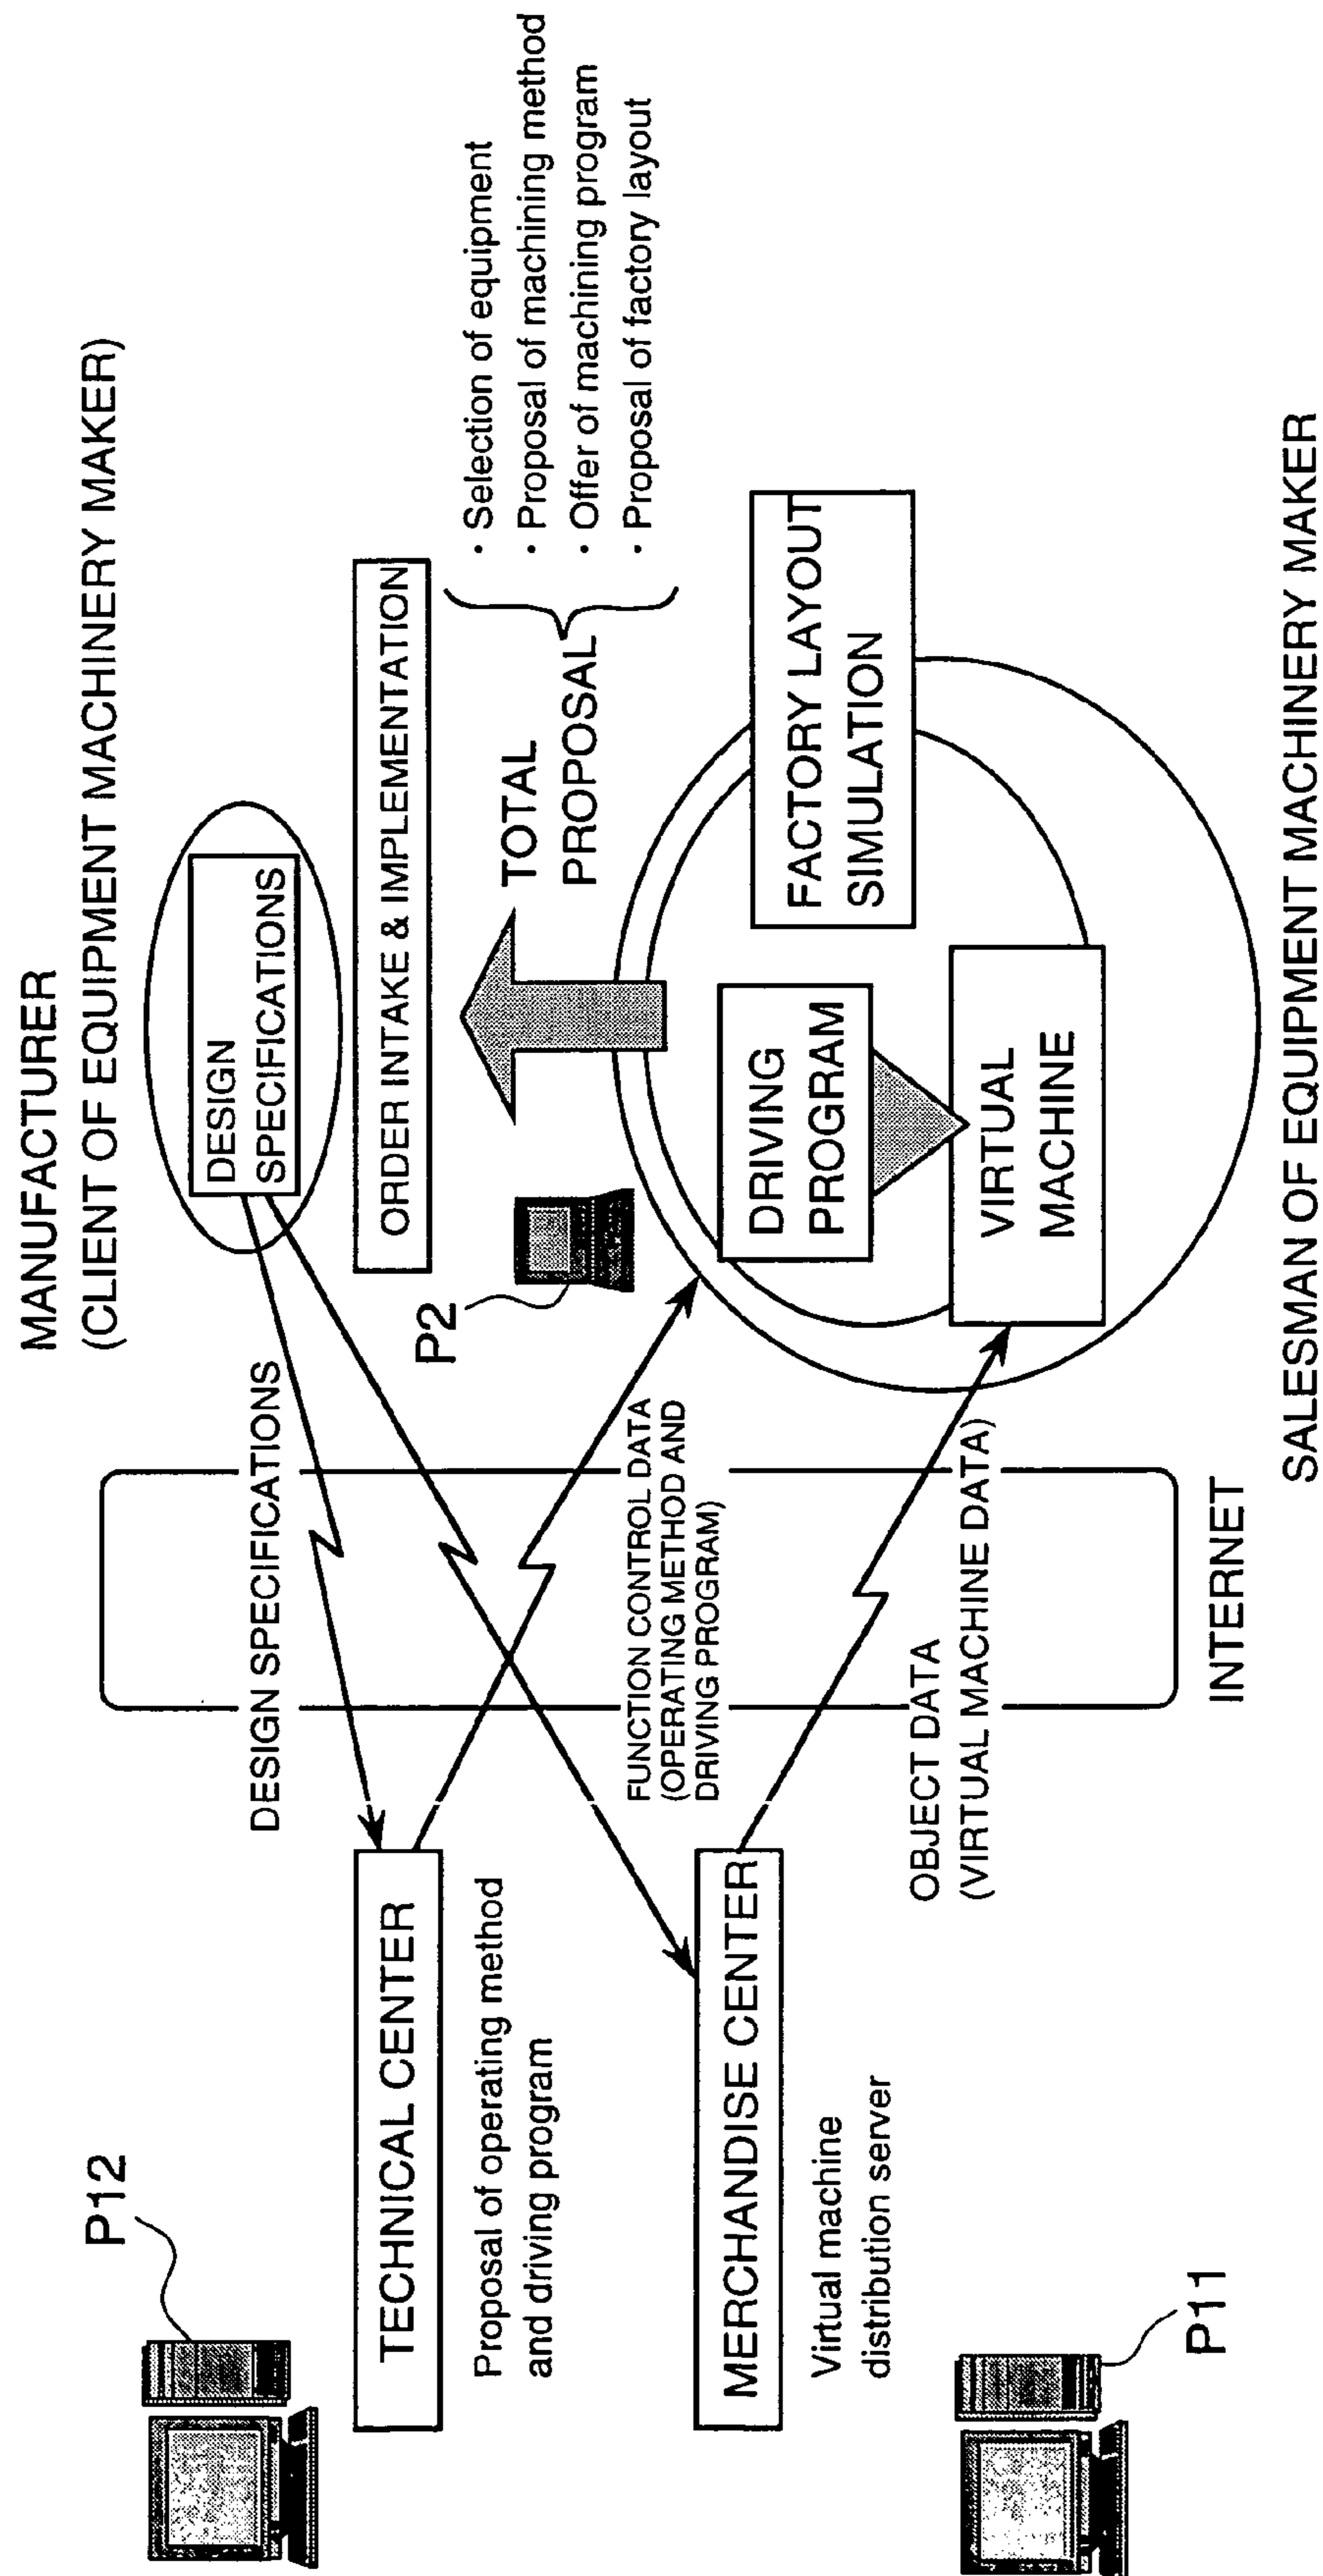 MANUFACTURER
(CLIENT OF EQUIPMENT MACHINERY MAKER)
DESIGN
SPECIFICATIONS
ORDER INTAKE & IMPLEMENTATION
P2
TOTAL
PROPOSAL
· Selection of equipment
· Proposal of machining method
· Offer of machining program
· Proposal of factory layout
DRIVING
PROGRAM
VIRTUAL
MACHINE
FACTORY LAYOUT
SIMULATION
SALESMAN OF EQUIPMENT MACHINERY MAKER
DESIGN SPECIFICATIONS
FUNCTION CONTROL DATA
(OPERATING METHOD AND
DRIVING PROGRAM)
OBJECT DATA
(VIRTUAL MACHINE DATA)
INTERNET
P12
TECHNICAL CENTER
Proposal of operating method
and driving program
MERCHANDISE CENTER
Virtual machine
distribution server
P11